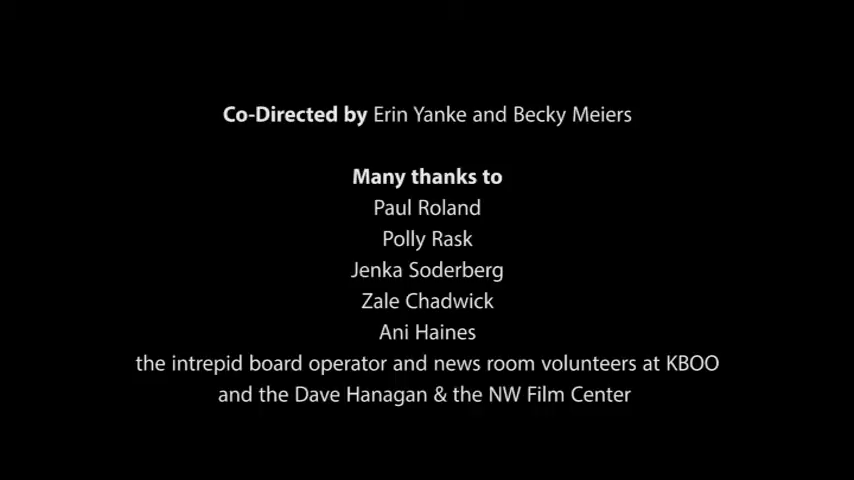 Co-Directed by Erin Yanke and Becky Meiers
Many thanks to
Paul Roland
Polly Rask
Jenka Soderberg
Zale Chadwick
Ani Haines
the intrepid board operator and news room volunteers at KBOO
and the Dave Hanagan & the NW Film Center